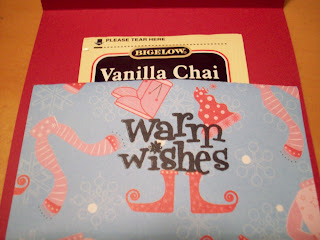 PLEASE TEAR HERE
BIGELOW
Vanilla Chai
warm
wishes